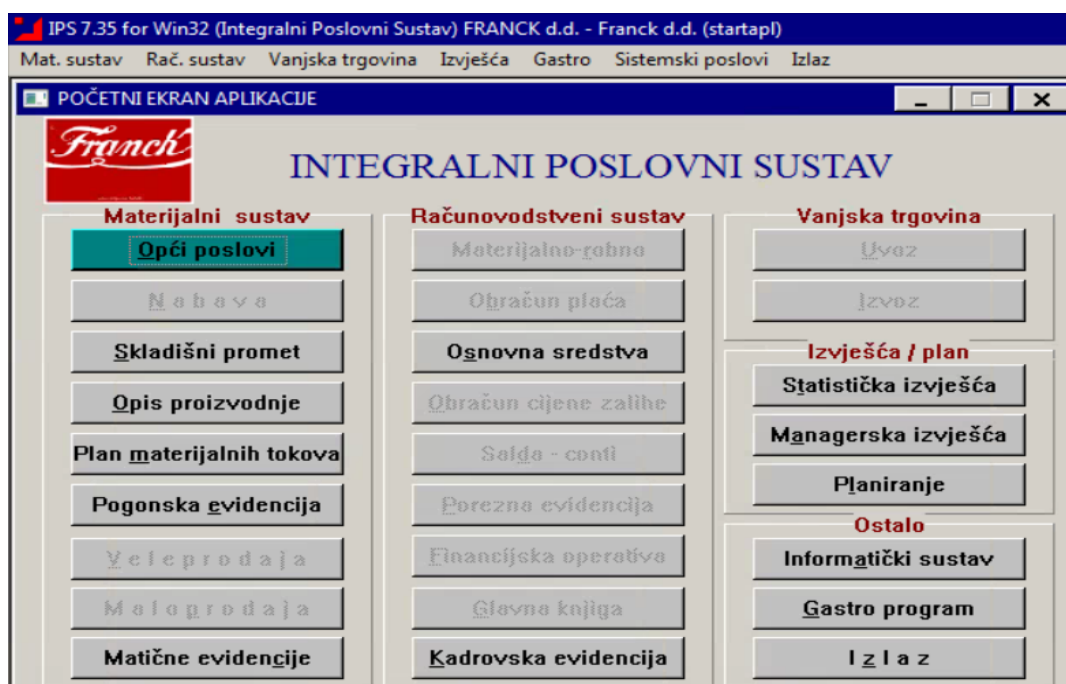 IPS 7.35 for Win32 (Integralni Poslovni Sustav) FRANCK d.d. - Franck d.d. (startapl)
Mat. sustav Rač. sustav Vanjska trgovina Izvješća Gastro Sistemski poslovi Izlaz
POČETNI EKRAN APLIKACIJE
Franck
INTEGRALNI POSLOVNI SUSTAV
Materijalni sustav
Opći poslovi
N a b a v a
Skladišni promet
Opis proizvodnje
Plan materijalnih tokova
Pogonska evidencija
V e l e p r o d a j a
M a l o p r o d a j a
Matične evidencije
Računovodstveni sustav
Materijalno-robno
Obračun plaća
Osnovna sredstva
Obračun cijene zalihe
Salda - conti
Porezna evidencija
Financijska operativa
Glavna knjiga
Kadrovska evidencija
Vanjska trgovina
Uvoz
Izvoz
Izvješća / plan
Statistička izvješća
Managerska izvješća
Planiranje
Ostalo
Informatički sustav
Gastro program
I z l a z